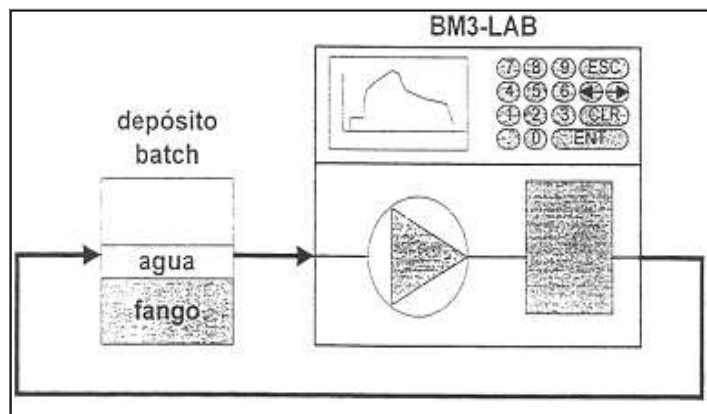 BM3-LAB
7 8 9 ESC
4 5 6
1 2 3 CLR
0 ENT
depósito
batch
agua
fango